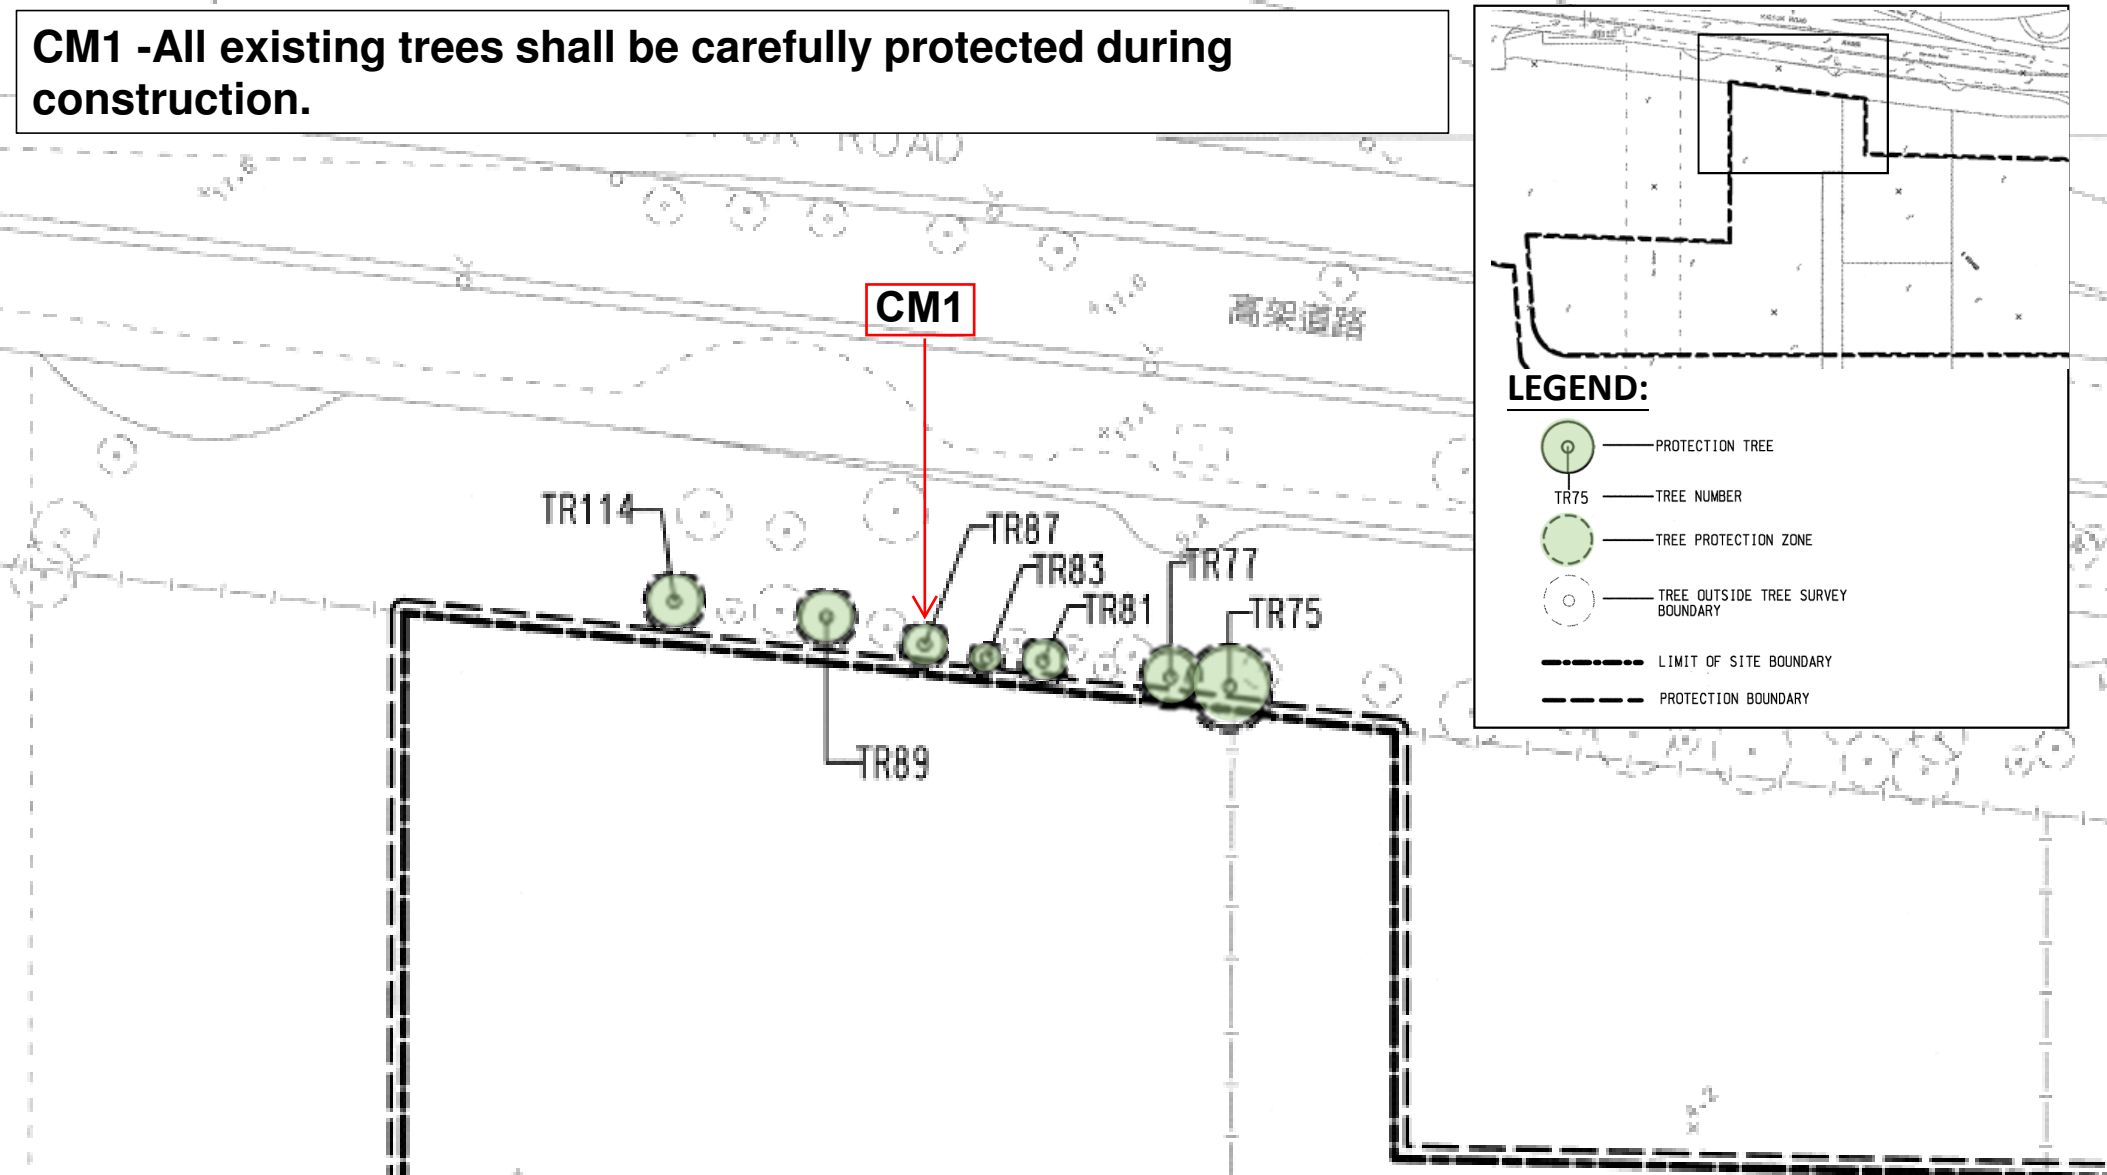 CM1 -All existing trees shall be carefully protected during
construction.
ROAD
CM1
高架道路
TR114
TR87
TR83
TR77
TR81
TR75
TR89
LEGEND:
PROTECTION TREE
TR75
TREE NUMBER
TREE PROTECTION ZONE
TREE OUTSIDE TREE SURVEY
BOUNDARY
LIMIT OF SITE BOUNDARY
PROTECTION BOUNDARY